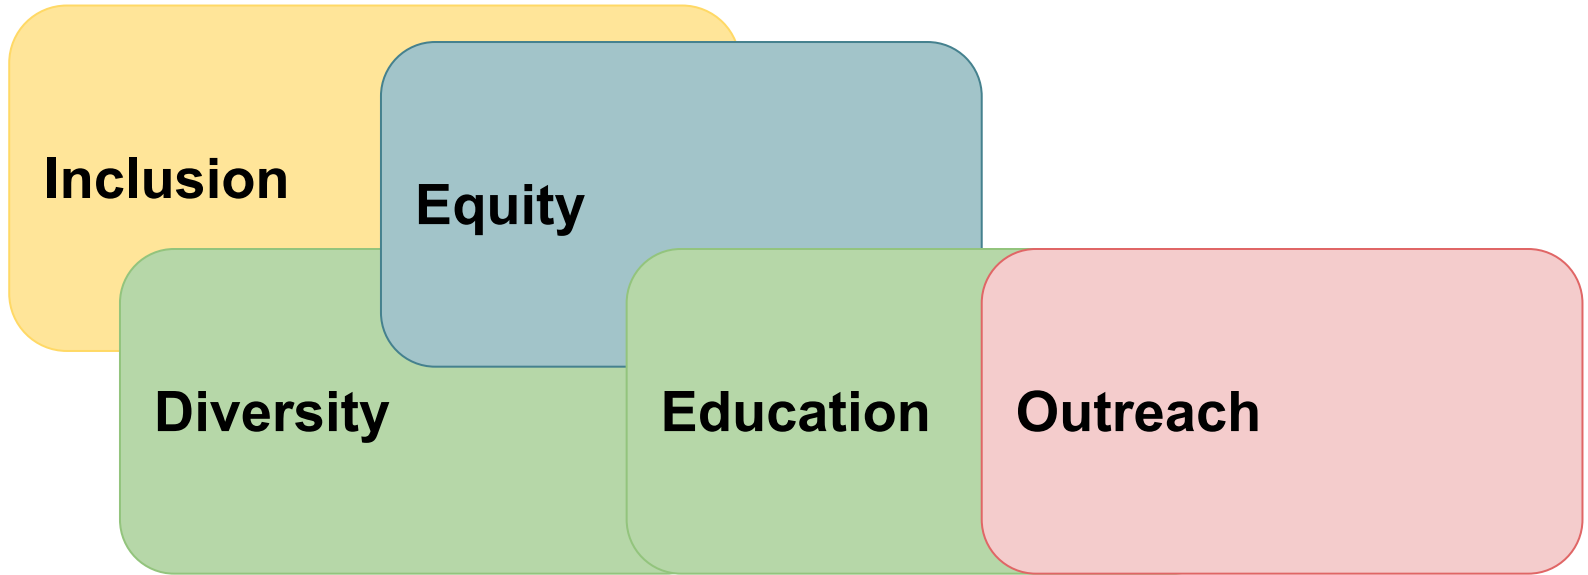 Inclusion
Equity
Diversity
Education
Outreach